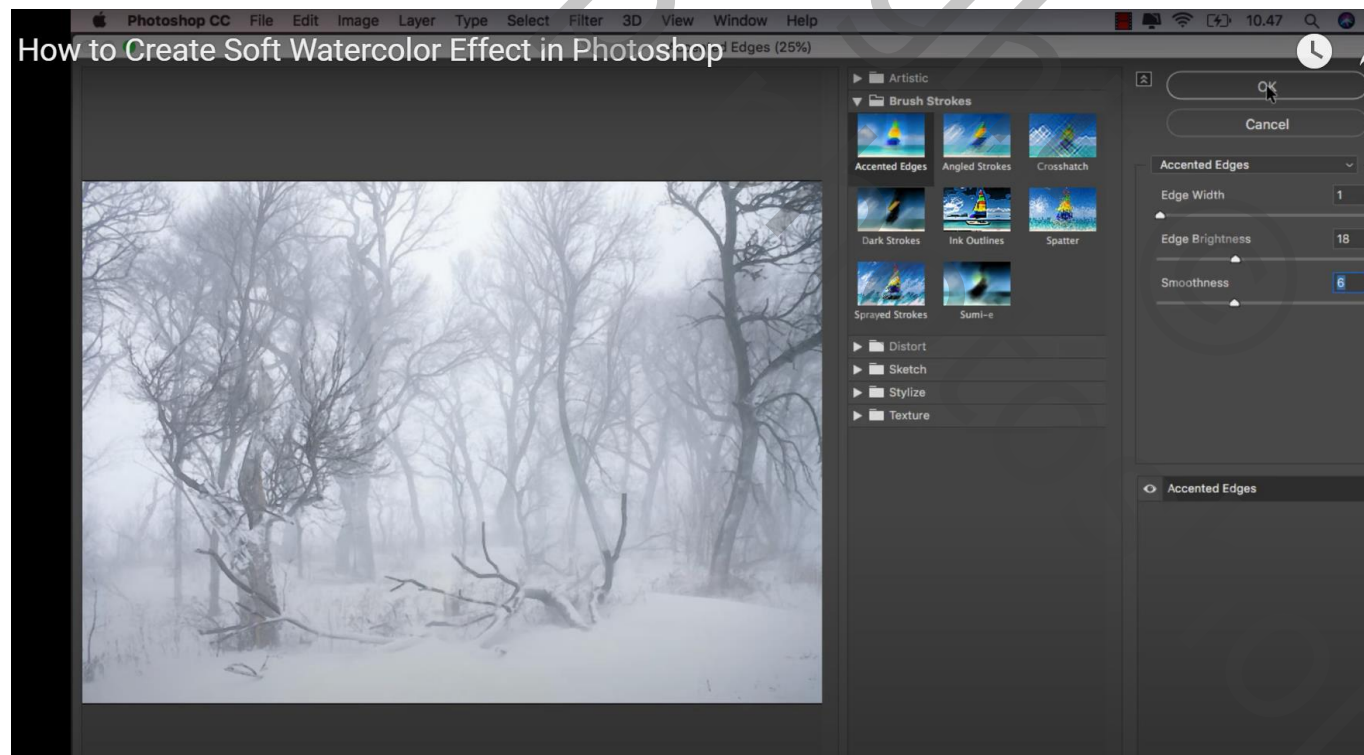 Photoshop CC File Edit Image Layer Type Select Filter 3D View Window Help 10.47
How to Create Soft Watercolor Effect in Photoshop
Edges (25%)
Artistic
Brush Strokes
Accented Edges Angled Strokes Crosshatch
Dark Strokes Ink Outlines Spatter
Sprayed Strokes Sumi-e
Distort
Sketch
Stylize
Texture
OK
Cancel
Accented Edges
Edge Width 1
Edge Brightness 18
Smoothness 6
Accented Edges